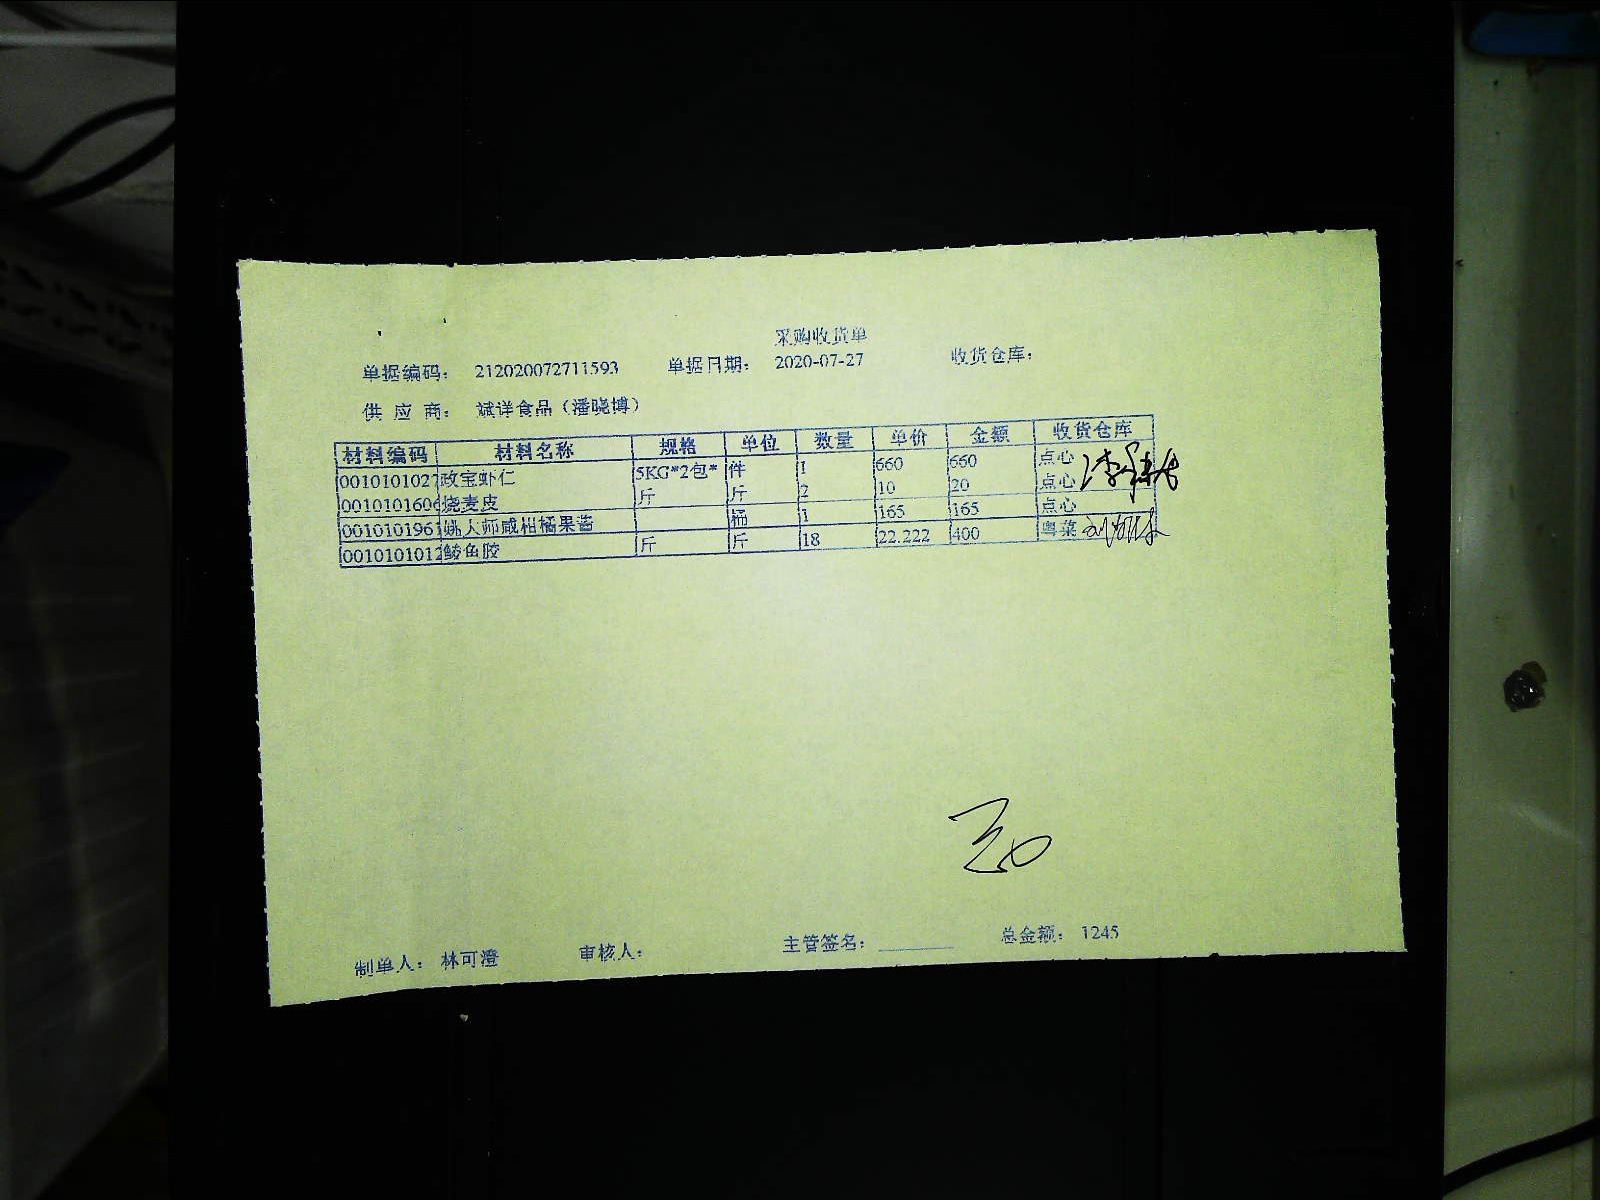 采购收货单
单据编码： 212020072711593 单据日期： 2020-07-27 收货仓库：
供 应 商： 斌洋食品（潘晓博）
材料编码 材料名称 规格 单位 数量 单价 金额 收货仓库
0010101027 政宝虾仁 5KG*2包* 件 1 660 660 点心
0010101606 烧麦皮 斤 斤 2 10 20 点心
0010101961 姚大师咸柑橘果酱 桶 1 165 165 点心
0010101012 鲮鱼胶 斤 斤 18 22.222 400 粤菜
制单人： 林可澄 审核人： 主管签名： 总金额： 1245